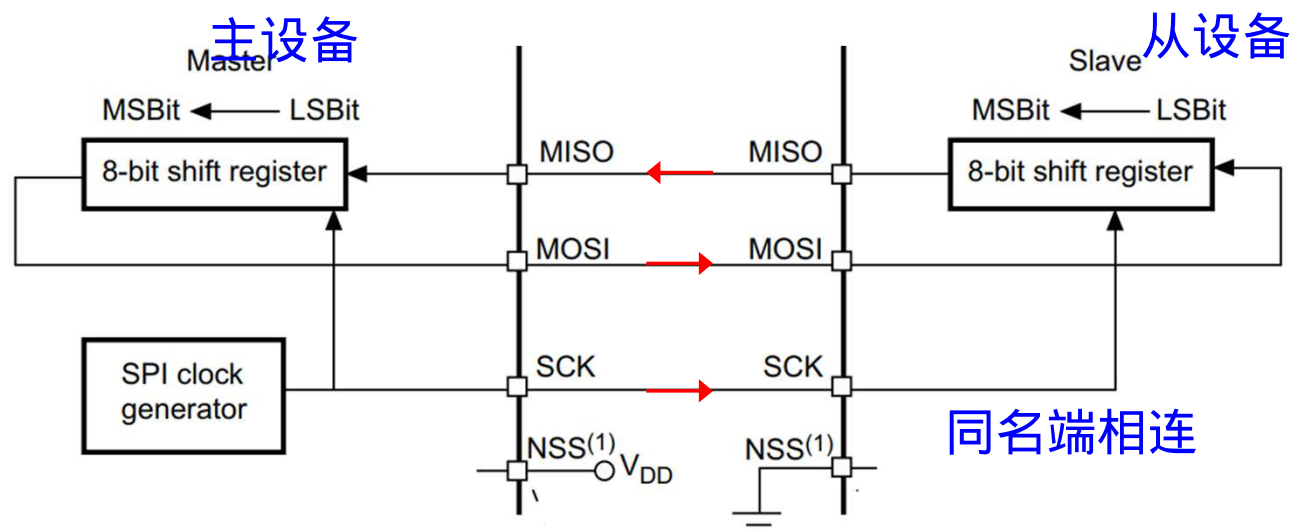 主设备
从设备
Master
Slave
MSBit LSBit
MSBit LSBit
8-bit shift register
MISO
MISO
8-bit shift register
MOSI
MOSI
SPI clock
generator
SCK
SCK
同名端相连
NSS(1)
VDD
NSS(1)